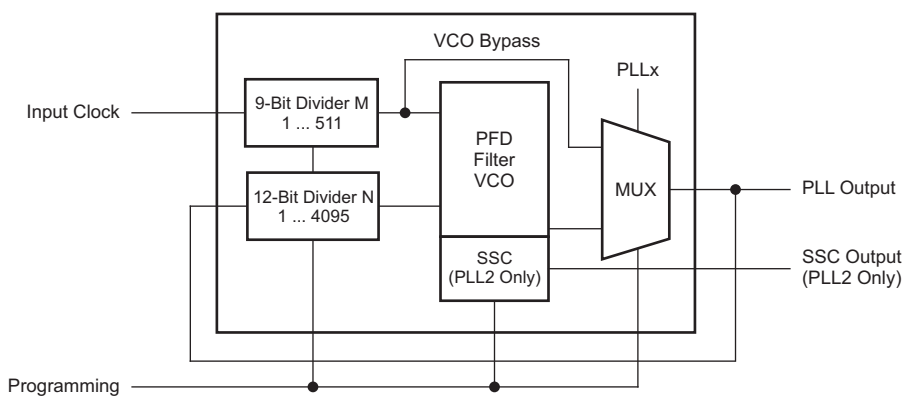 VCO Bypass
PLLx
Input Clock
9-Bit Divider M
1 ... 511
PFD
Filter
VCO
MUX
12-Bit Divider N
1 ... 4095
PLL Output
SSC
(PLL2 Only)
SSC Output
(PLL2 Only)
Programming